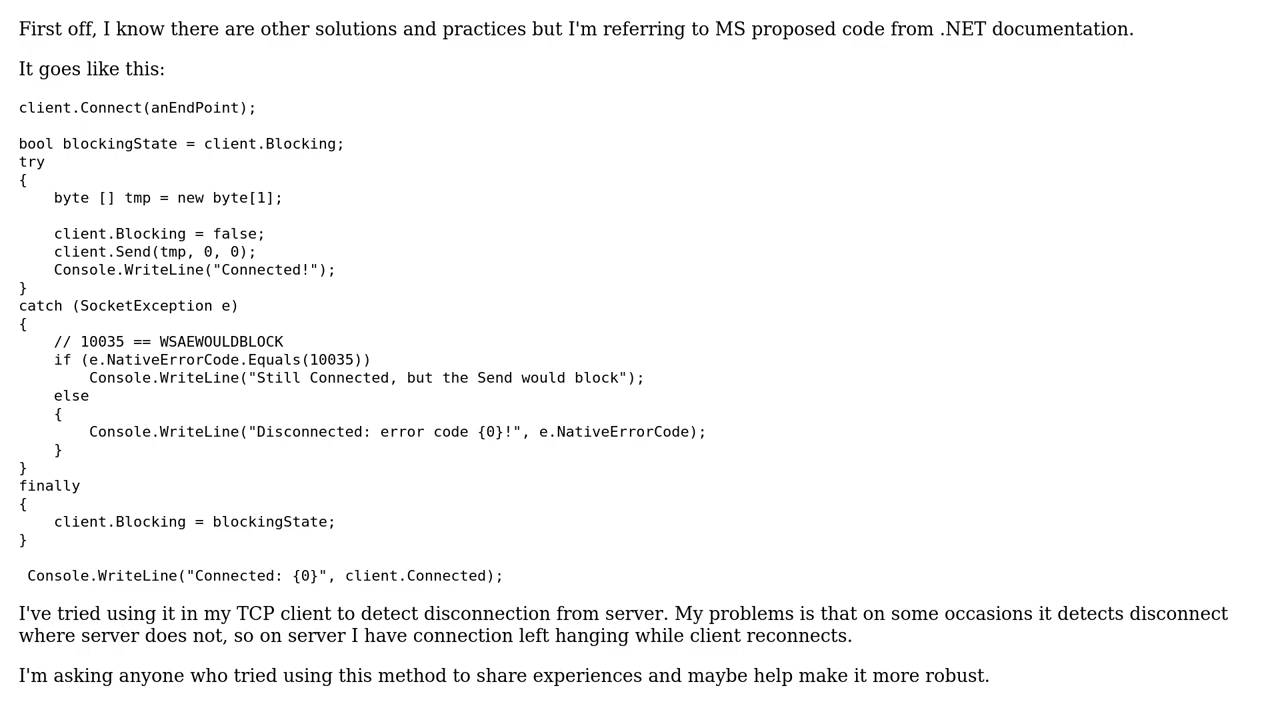 First off, I know there are other solutions and practices but I'm referring to MS proposed code from .NET documentation.
It goes like this:
client.Connect(anEndPoint);
bool blockingState = client.Blocking;
try
{
    byte [] tmp = new byte[1];
    client.Blocking = false;
    client.Send(tmp, 0, 0);
    Console.WriteLine("Connected!");
}
catch (SocketException e)
{
    // 10035 == WSAEWOULDBLOCK
    if (e.NativeErrorCode.Equals(10035))
        Console.WriteLine("Still Connected, but the Send would block");
    else
    {
        Console.WriteLine("Disconnected: error code {0}!", e.NativeErrorCode);
    }
}
finally
{
    client.Blocking = blockingState;
}
 Console.WriteLine("Connected: {0}", client.Connected);
I've tried using it in my TCP client to detect disconnection from server. My problems is that on some occasions it detects disconnect
where server does not, so on server I have connection left hanging while client reconnects.
I'm asking anyone who tried using this method to share experiences and maybe help make it more robust.